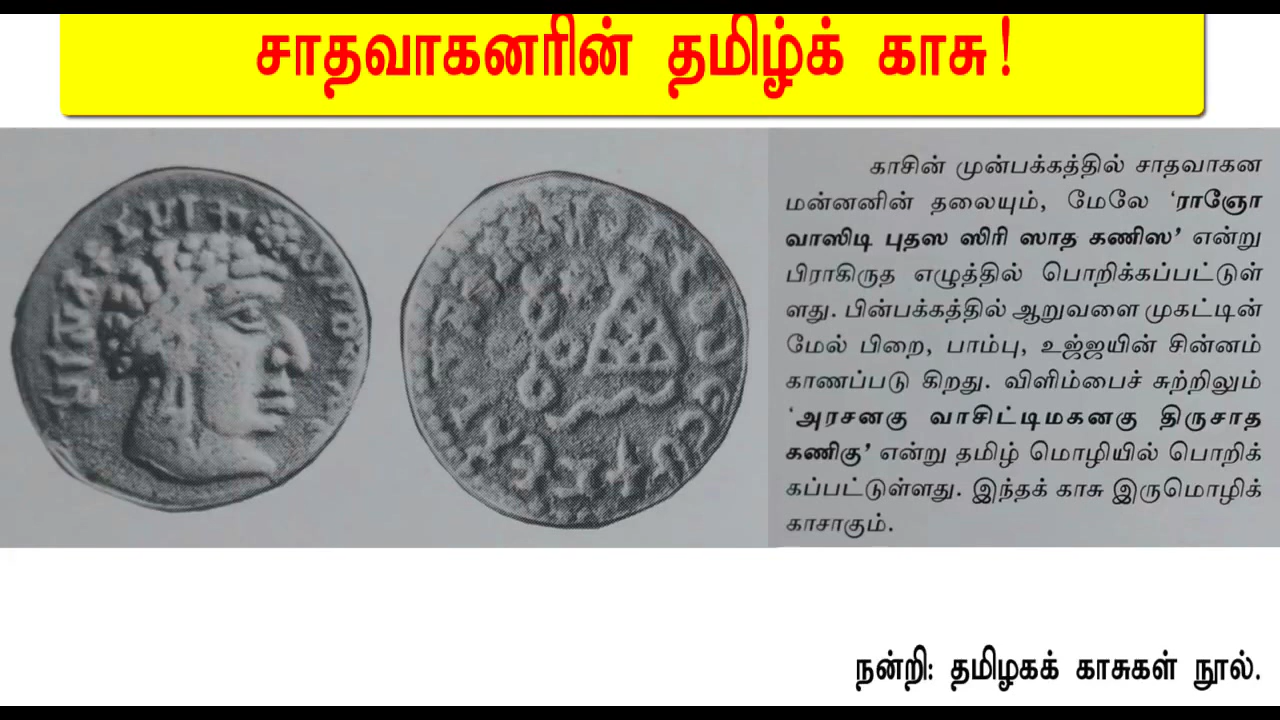 சாதவாகனரின் தமிழ்க் காசு!
காசின் முன்பக்கத்தில் சாதவாகன
மன்னனின் தலையும், மேலே ‘ராஞோ
வாஸிடி புதஸ ஸிரி ஸாத கணிஸ’ என்று
பிராகிருத எழுத்தில் பொறிக்கப்பட்டுள்
ளது. பின்பக்கத்தில் ஆறுவளை முகட்டின்
மேல் பிறை, பாம்பு, உஜ்ஜயின் சின்னம்
காணப்படு கிறது. விளிம்பைச் சுற்றிலும்
‘அரசனகு வாசிட்டிமகனகு திருசாத
கணிகு’ என்று தமிழ் மொழியில் பொறிக்
கப்பட்டுள்ளது. இந்தக் காசு இருமொழிக்
காசாகும்.
நன்றி: தமிழகக் காசுகள் நூல்.